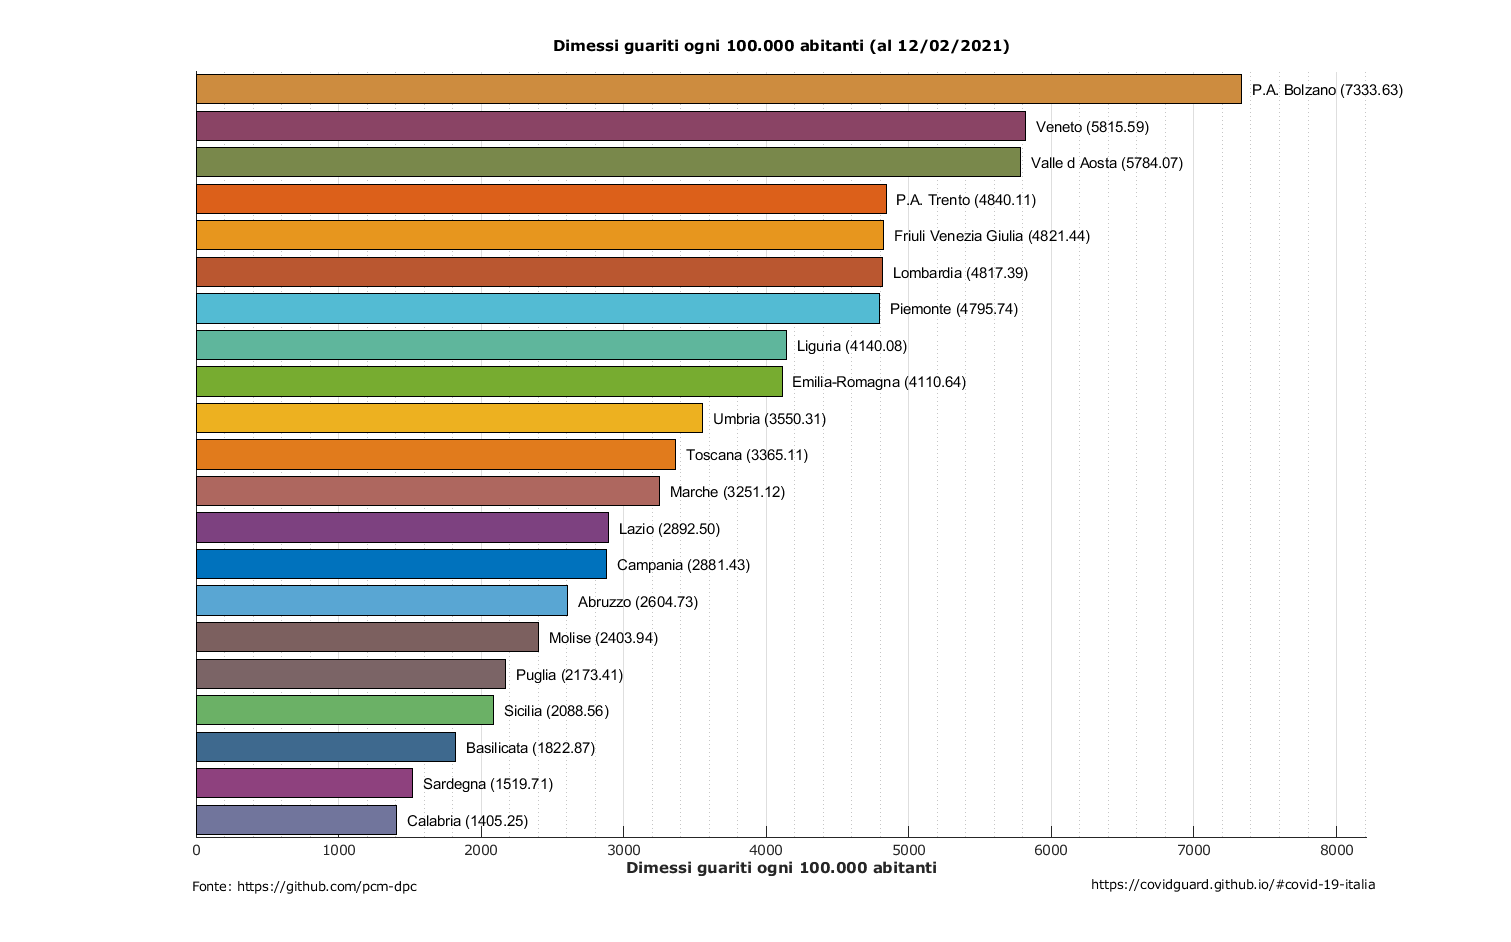 Dimessi guariti ogni 100.000 abitanti (al 12/02/2021)
P.A. Bolzano (7333.63)
Veneto (5815.59)
Valle d Aosta (5784.07)
P.A. Trento (4840.11)
Friuli Venezia Giulia (4821.44)
Lombardia (4817.39)
Piemonte (4795.74)
Liguria (4140.08)
Emilia-Romagna (4110.64)
Umbria (3550.31)
Toscana (3365.11)
Marche (3251.12)
Lazio (2892.50)
Campania (2881.43)
Abruzzo (2604.73)
Molise (2403.94)
Puglia (2173.41)
Sicilia (2088.56)
Basilicata (1822.87)
Sardegna (1519.71)
Calabria (1405.25)
0 1000 2000 3000 4000 5000 6000 7000 8000
Dimessi guariti ogni 100.000 abitanti
Fonte: https://github.com/pcm-dpc
https://covidguard.github.io/#covid-19-italia